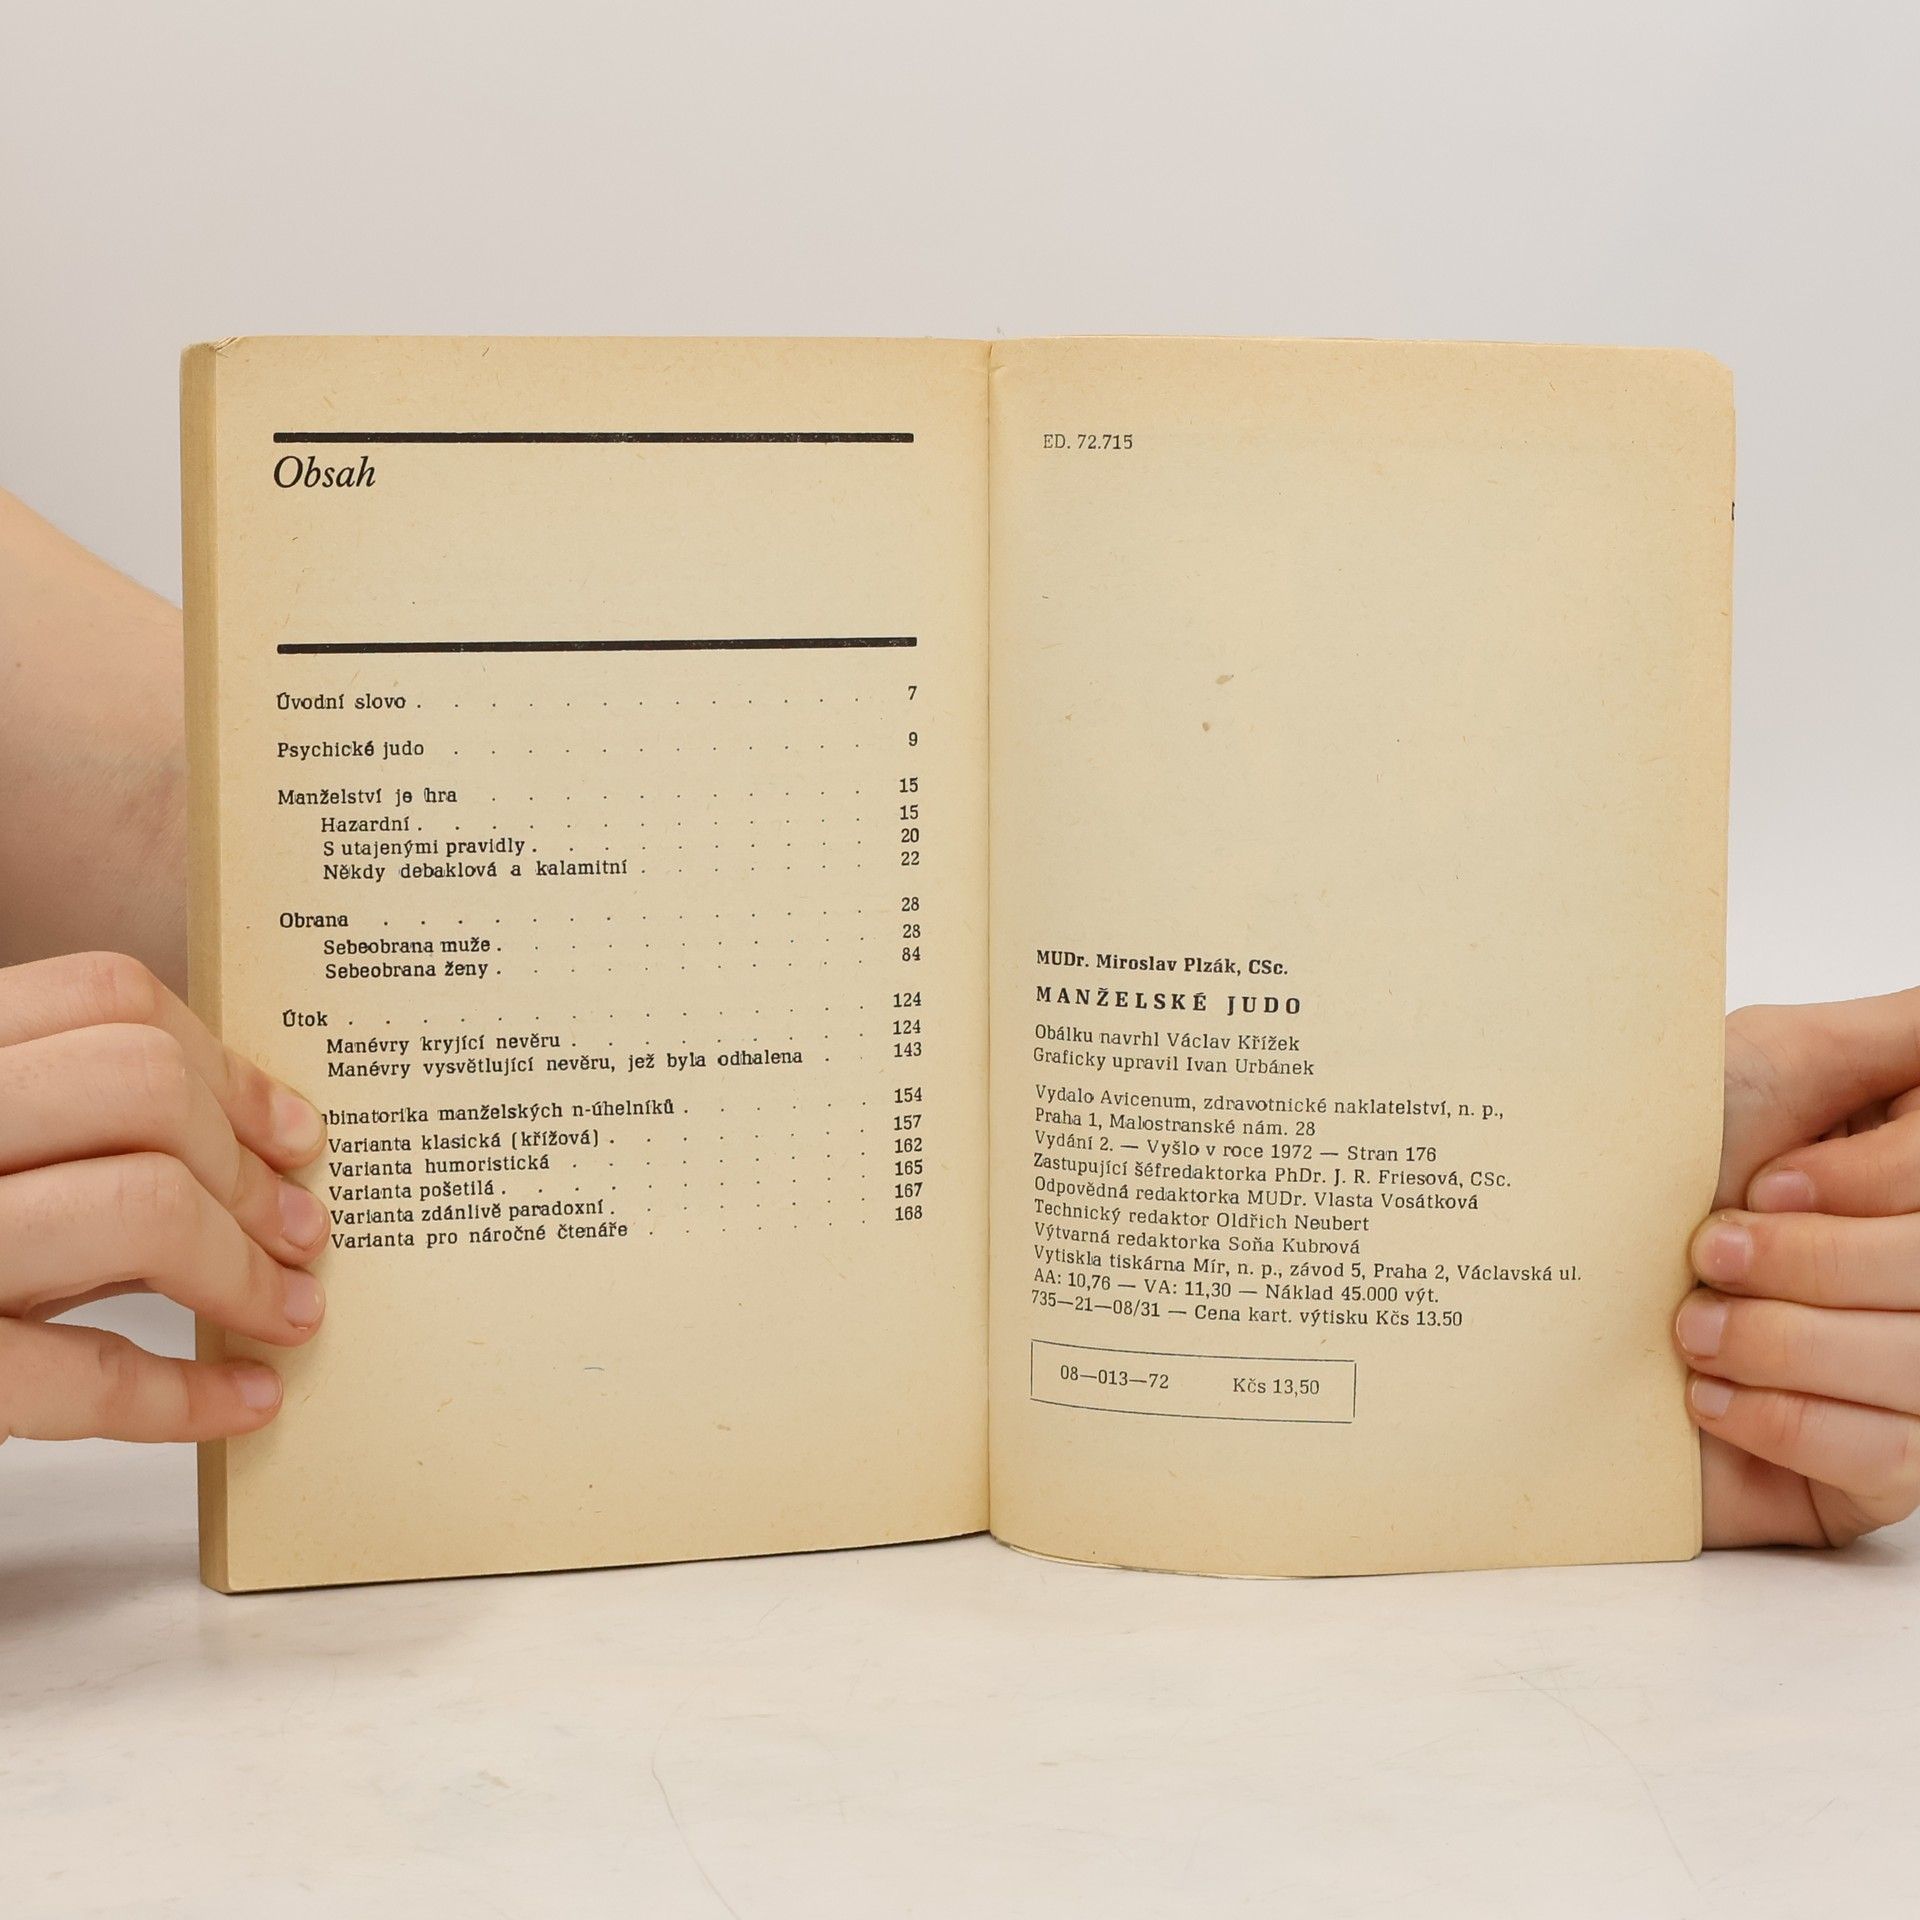 Obsah
Úvodní slovo . . . . . . . . . . . . 7
Psychické judo . . . . . . . . . . . 9
Manželství je hra . . . . . . . . . . 15
Hazardní . . . . . . . . . . . . 15
S utajenými pravidly . . . . . . . . . 20
Někdy debaklová a kalamitní . . . . . . 22
Obrana . . . . . . . . . . . . . 28
Sebeobrana muže . . . . . . . . . . 28
Sebeobrana ženy . . . . . . . . . . 84
Útok . . . . . . . . . . . . . . 124
Manévry kryjící nevěru . . . . . . . . 124
Manévry vysvětlující nevěru, jež byla odhalena . . 143
binatorika manželských n-úhelníků . . . . . 154
Varianta klasická (křížová) . . . . . . . 157
Varianta humoristická . . . . . . . . 162
Varianta pošetilá . . . . . . . . . . 165
Varianta zdánlivě paradoxní . . . . . . . 167
Varianta pro náročné čtenáře . . . . . . 168
ED. 72.715
MUDr. Miroslav Plzák, CSc.
MANŽELSKÉ JUDO
Obálku navrhl Václav Křížek
Graficky upravil Ivan Urbánek
Vydalo Avicenum, zdravotnické naklatelství, n. p.,
Praha 1, Malostranské nám. 28
Vydání 2. — Vyšlo v roce 1972 — Stran 176
Zastupující šéfredaktorka PhDr. J. R. Friesová, CSc.
Odpovědná redaktorka MUDr. Vlasta Vosátková
Technický redaktor Oldřich Neubert
Výtvarná redaktorka Soňa Kubrová
Vytiskla tiskárna Mír, n. p., závod 5, Praha 2, Václavská ul.
AA: 10,76 — VA: 11,30 — Náklad 45.000 výt.
735—21—08/31 — Cena kart. výtisku Kčs 13.50
08—013—72 Kčs 13,50